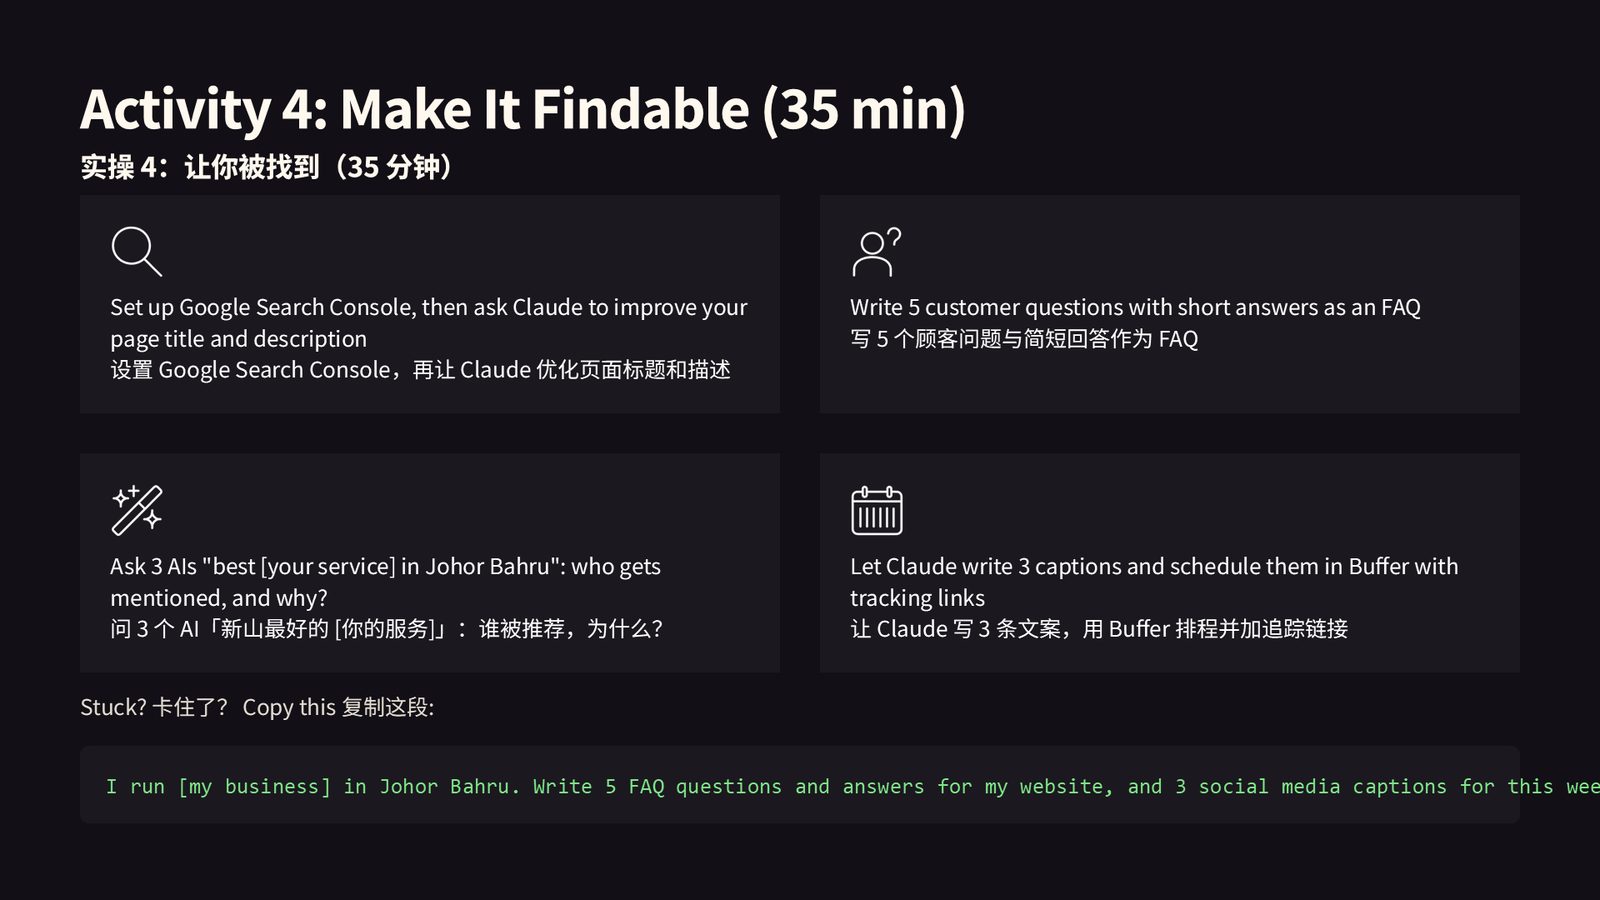 Activity 4: Make It Findable (35 min)
实操 4：让你被找到（35 分钟）
Set up Google Search Console, then ask Claude to improve your
page title and description
设置 Google Search Console，再让 Claude 优化页面标题和描述
Write 5 customer questions with short answers as an FAQ
写 5 个顾客问题与简短回答作为 FAQ
Ask 3 AIs "best [your service] in Johor Bahru": who gets
mentioned, and why?
问 3 个 AI「新山最好的 [你的服务]」：谁被推荐，为什么？
Let Claude write 3 captions and schedule them in Buffer with
tracking links
让 Claude 写 3 条文案，用 Buffer 排程并加追踪链接
Stuck? 卡住了？ Copy this 复制这段:
I run [my business] in Johor Bahru. Write 5 FAQ questions and answers for my website, and 3 social media captions for this